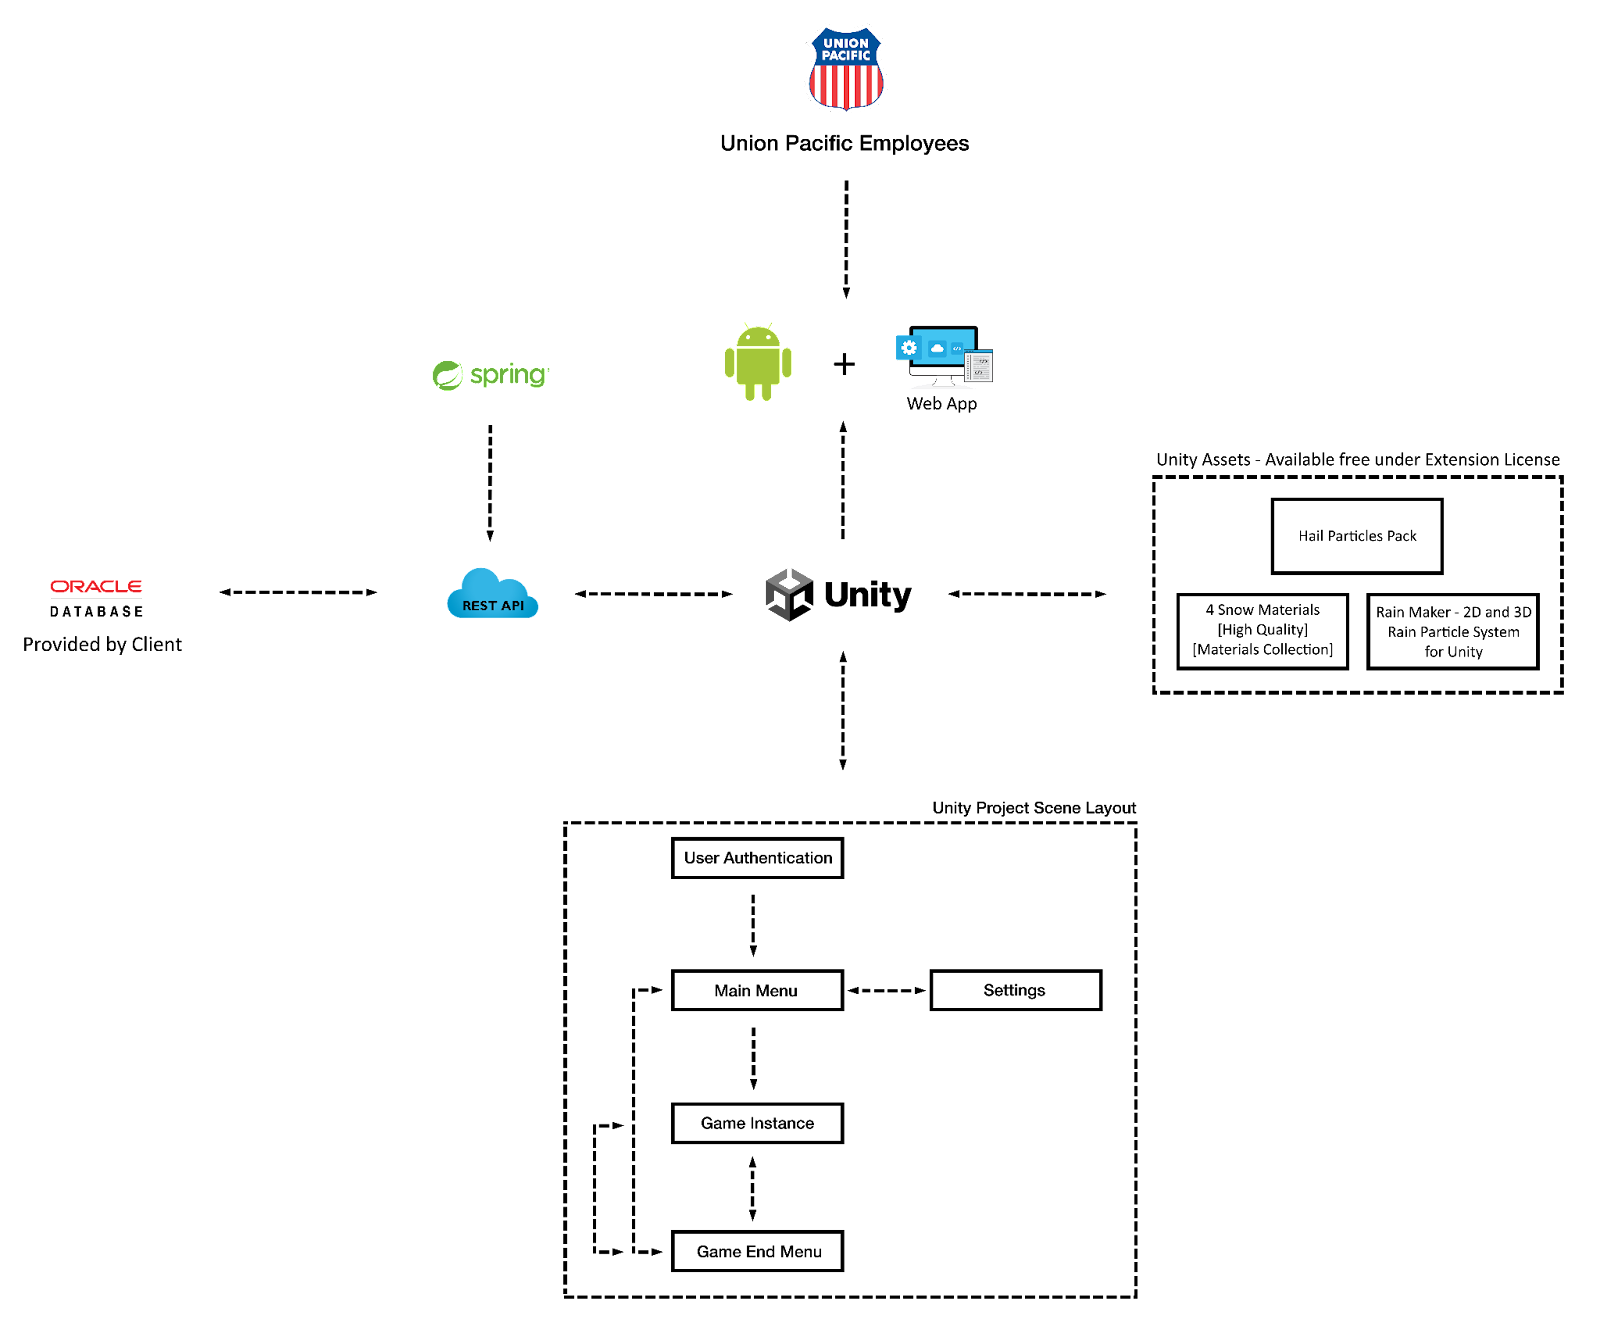 UNION
PACIFIC
Union Pacific Employees
spring
+
Web App
Unity Assets - Available free under Extension License
Hail Particles Pack
4 Snow Materials
[High Quality]
[Materials Collection]
Rain Maker - 2D and 3D
Rain Particle System
for Unity
ORACLE
DATABASE
Provided by Client
REST API
Unity
Unity Project Scene Layout
User Authentication
Main Menu
Settings
Game Instance
Game End Menu